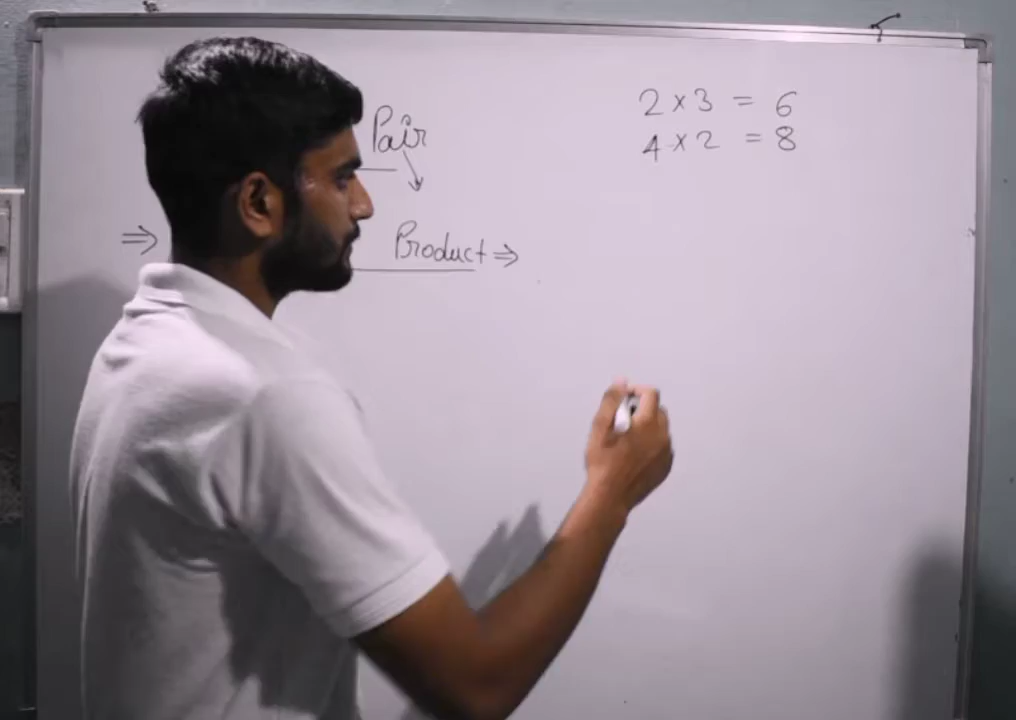 Pair
⇒ Product ⇒
2 × 3 = 6
4 × 2 = 8